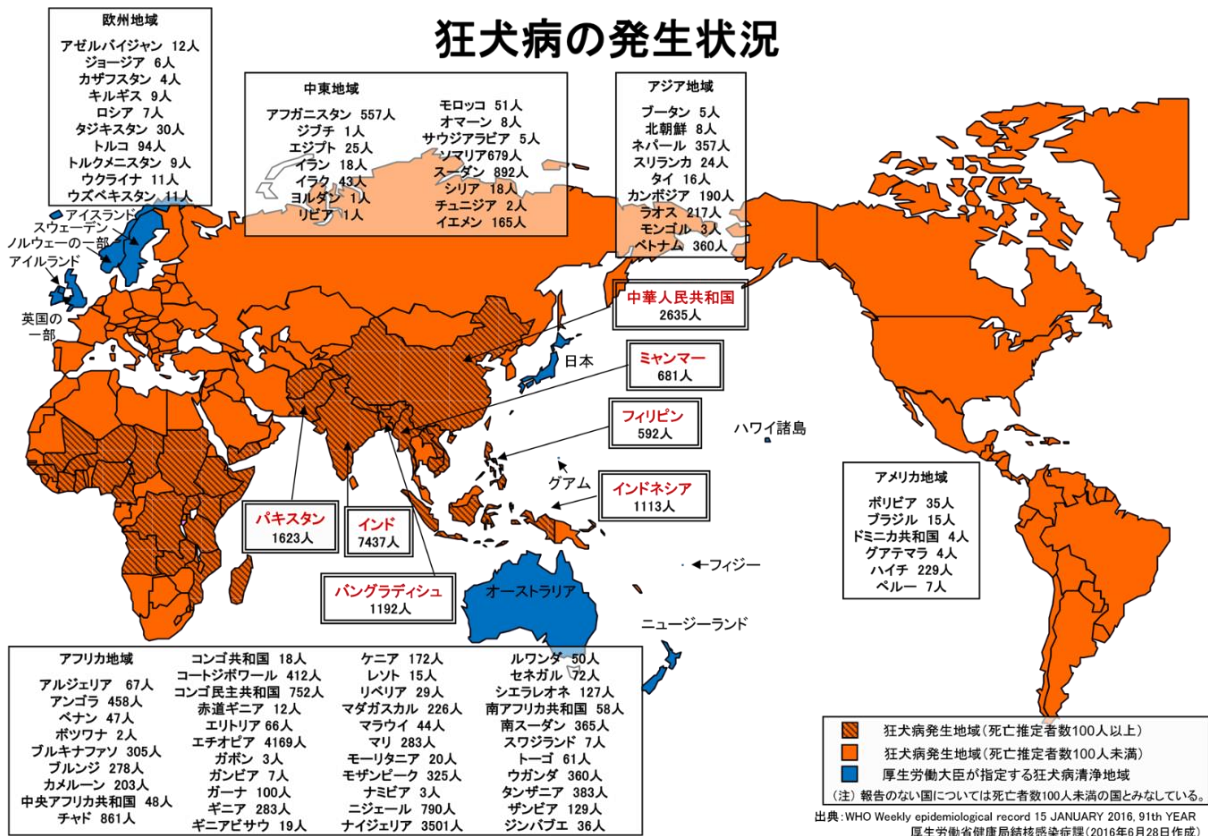 狂犬病の発生状況
欧州地域
アゼルバイジャン 12人
ジョージア 6人
カザフスタン 4人
キルギス 9人
ロシア 7人
タジキスタン 30人
トルコ 94人
トルクメニスタン 9人
ウクライナ 11人
ウズベキスタン 11人
中東地域
アフガニスタン 557人
ジブチ 1人
エジプト 25人
イラン 18人
イラク 43人
ヨルダン 1人
リビア 1人
モロッコ 51人
オマーン 8人
サウジアラビア 5人
ソマリア679人
スーダン 892人
シリア 18人
チュニジア 2人
イエメン 165人
アジア地域
ブータン 5人
北朝鮮 8人
ネパール 357人
スリランカ 24人
タイ 16人
カンボジア 190人
ラオス 217人
モンゴル 3人
ベトナム 360人
アイスランド
スウェーデン
ノルウェーの一部
アイルランド
英国の
一部
中華人民共和国
2635人
日本
ミャンマー
681人
フィリピン
592人
ハワイ諸島
グアム
インドネシア
1113人
パキスタン
1623人
インド
7437人
バングラディシュ
1192人
フィジー
オーストラリア
ニュージーランド
アメリカ地域
ボリビア 35人
ブラジル 15人
ドミニカ共和国 4人
グアテマラ 4人
ハイチ 229人
ペルー 7人
アフリカ地域
アルジェリア 67人
アンゴラ 458人
ベナン 47人
ボツワナ 2人
ブルキナファソ 305人
ブルンジ 278人
カメルーン 203人
中央アフリカ共和国 48人
チャド 861人
コンゴ共和国 18人
コートジボワール 412人
コンゴ民主共和国 752人
赤道ギニア 12人
エリトリア 66人
エチオピア 4169人
ガボン 3人
ガンビア 7人
ガーナ 100人
ギニア 283人
ギニアビサウ 19人
ケニア 172人
レソト 15人
リベリア 29人
マダガスカル 226人
マラウイ 44人
マリ 283人
モーリタニア 20人
モザンビーク 325人
ナミビア 3人
ニジェール 790人
ナイジェリア 3501人
ルワンダ 50人
セネガル 72人
シエラレオネ 127人
南アフリカ共和国 58人
南スーダン 365人
スワジランド 7人
トーゴ 61人
ウガンダ 360人
タンザニア 383人
ザンビア 129人
ジンバブエ 36人
狂犬病発生地域(死亡推定者数100人以上)
狂犬病発生地域(死亡推定者数100人未満)
厚生労働大臣が指定する狂犬病清浄地域
(注) 報告のない国については死亡者数100人未満の国とみなしている。
出典:WHO Weekly epidemiological record 15 JANUARY 2016, 91th YEAR
厚生労働省健康局結核感染症課(2016年6月28日作成)